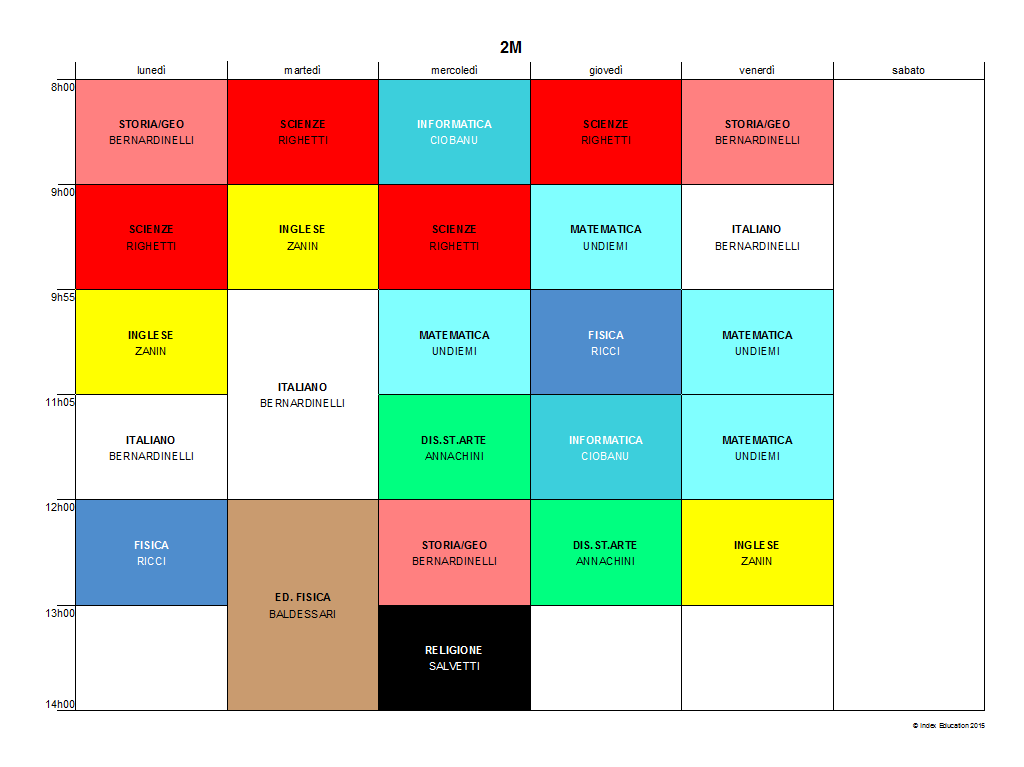 2M
lunedì martedì mercoledì giovedì venerdì sabato
8h00
STORIA/GEO SCIENZE INFORMATICA SCIENZE STORIA/GEO
BERNARDINELLI RIGHETTI CIOBANU RIGHETTI BERNARDINELLI
9h00
SCIENZE INGLESE SCIENZE MATEMATICA ITALIANO
RIGHETTI ZANIN RIGHETTI UNDIEMI BERNARDINELLI
9h55
INGLESE MATEMATICA FISICA MATEMATICA
ZANIN UNDIEMI RICCI UNDIEMI
ITALIANO
BERNARDINELLI
11h05
ITALIANO DIS.ST.ARTE INFORMATICA MATEMATICA
BERNARDINELLI ANNACHINI CIOBANU UNDIEMI
12h00
FISICA STORIA/GEO DIS.ST.ARTE INGLESE
RICCI BERNARDINELLI ANNACHINI ZANIN
ED. FISICA
BALDESSARI
13h00
RELIGIONE
SALVETTI
14h00
© Index Education 2015